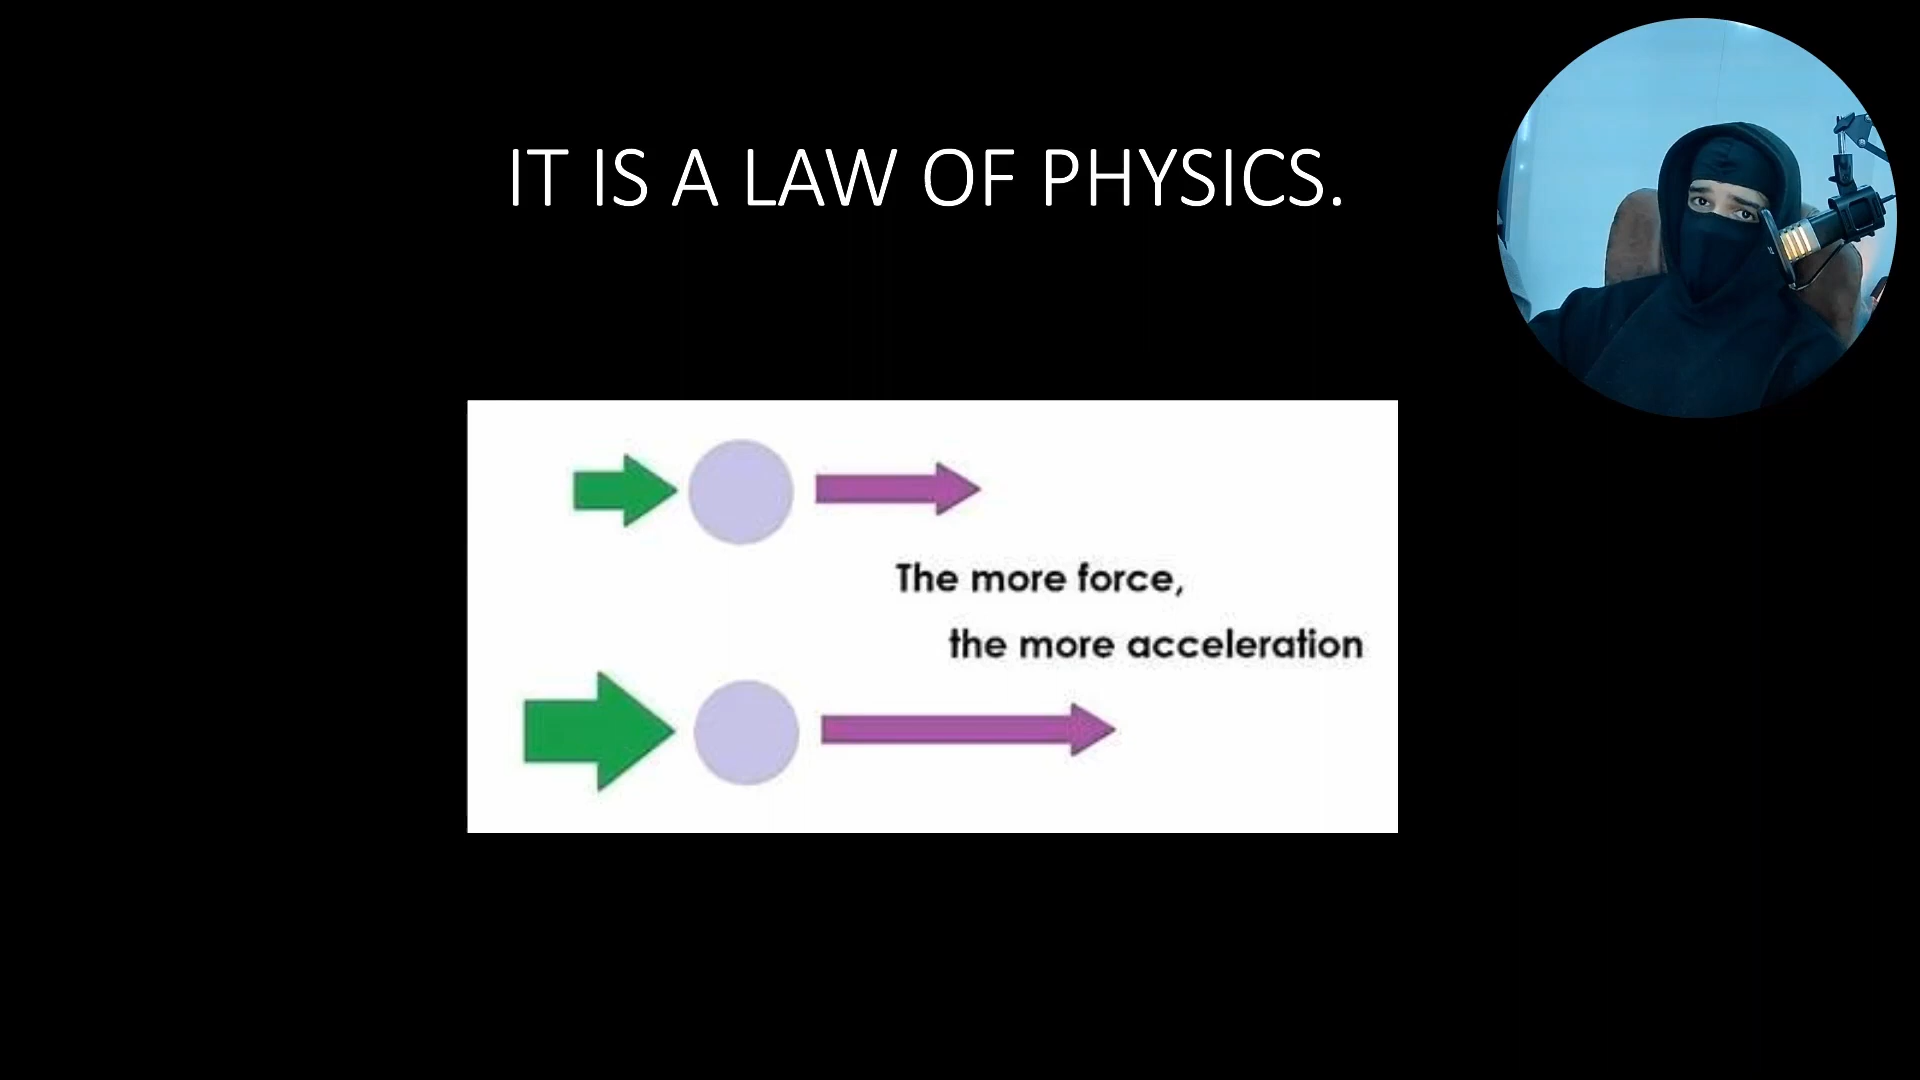 IT IS A LAW OF PHYSICS.
The more force,
the more acceleration